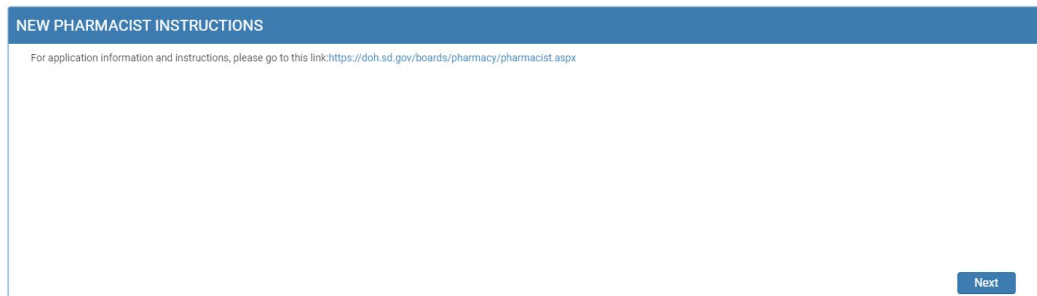 NEW PHARMACIST INSTRUCTIONS
For application information and instructions, please go to this link:https://doh.sd.gov/boards/pharmacy/pharmacist.aspx
Next